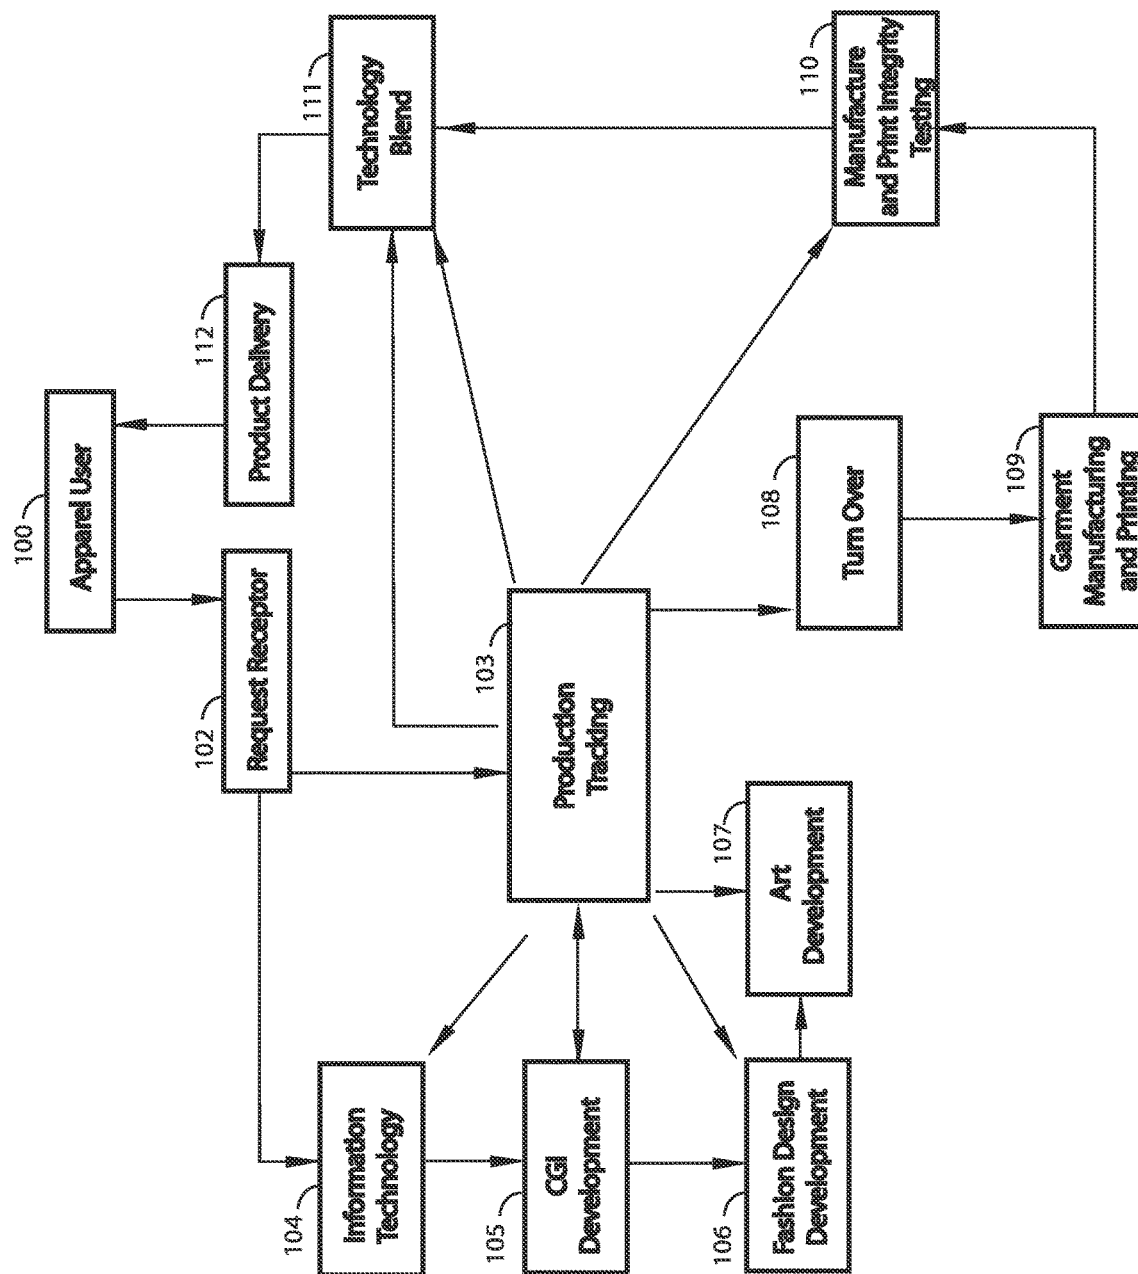 100
Apparel User
102
Request Receptor
112
Product Delivery
111
Technology
Blend
104
Information
Technology
103
Production
Tracking
105
CGI
Development
106
Fashion Design
Development
107
Art
Development
108
Turn Over
110
Manufacture
and Print Integrity
Testing
109
Garment
Manufacturing
and Printing